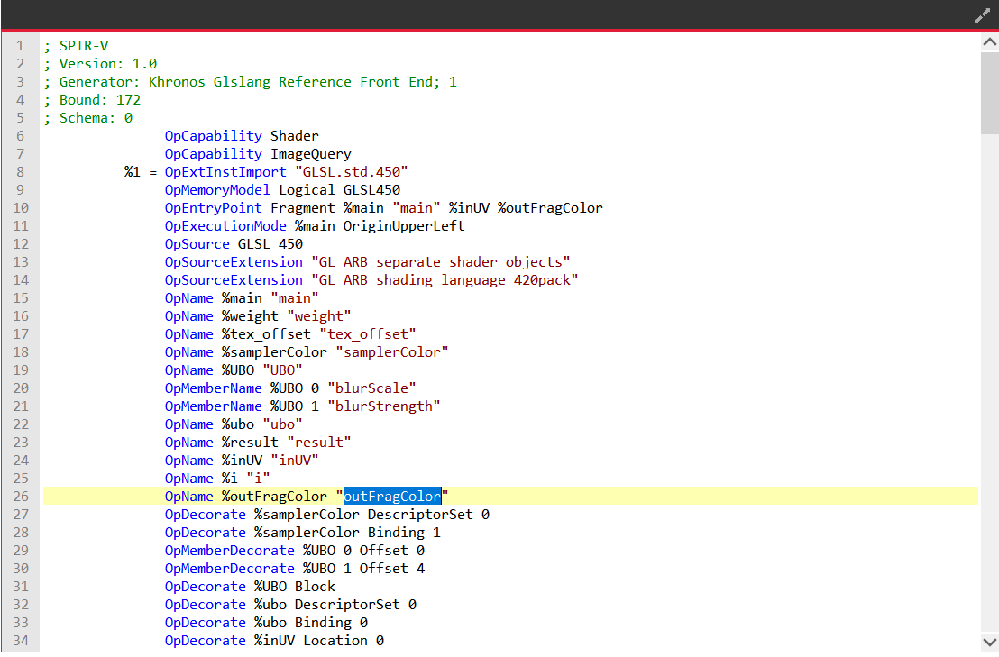 1 ; SPIR-V
2 ; Version: 1.0
3 ; Generator: Khronos Glslang Reference Front End; 1
4 ; Bound: 172
5 ; Schema: 0
6 OpCapability Shader
7 OpCapability ImageQuery
8 %1 = OpExtInstImport "GLSL.std.450"
9 OpMemoryModel Logical GLSL450
10 OpEntryPoint Fragment %main "main" %inUV %outFragColor
11 OpExecutionMode %main OriginUpperLeft
12 OpSource GLSL 450
13 OpSourceExtension "GL_ARB_separate_shader_objects"
14 OpSourceExtension "GL_ARB_shading_language_420pack"
15 OpName %main "main"
16 OpName %weight "weight"
17 OpName %tex_offset "tex_offset"
18 OpName %samplerColor "samplerColor"
19 OpName %UBO "UBO"
20 OpMemberName %UBO 0 "blurScale"
21 OpMemberName %UBO 1 "blurStrength"
22 OpName %ubo "ubo"
23 OpName %result "result"
24 OpName %inUV "inUV"
25 OpName %i "i"
26 OpName %outFragColor "outFragColor"
27 OpDecorate %samplerColor DescriptorSet 0
28 OpDecorate %samplerColor Binding 1
29 OpMemberDecorate %UBO 0 Offset 0
30 OpMemberDecorate %UBO 1 Offset 4
31 OpDecorate %UBO Block
32 OpDecorate %ubo DescriptorSet 0
33 OpDecorate %ubo Binding 0
34 OpDecorate %inUV Location 0